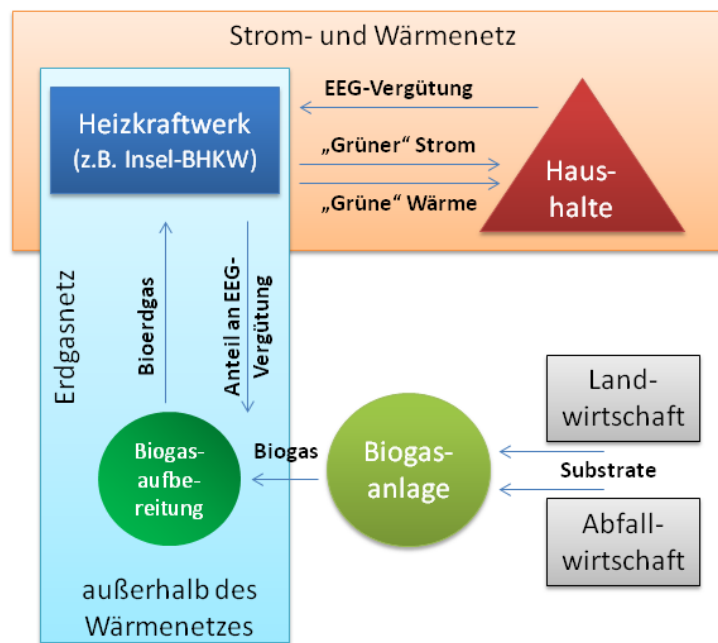 Strom- und Wärmenetz
EEG-Vergütung
Heizkraftwerk
(z.B. Insel-BHKW)
„Grüner“ Strom
„Grüne“ Wärme
Haus-
halte
Erdgasnetz
Bioerdgas
Anteil an EEG-
Vergütung
Land-
wirtschaft
Biogas-
aufbe-
reitung
Biogas
Biogas-
anlage
Substrate
Abfall-
wirtschaft
außerhalb des
Wärmenetzes